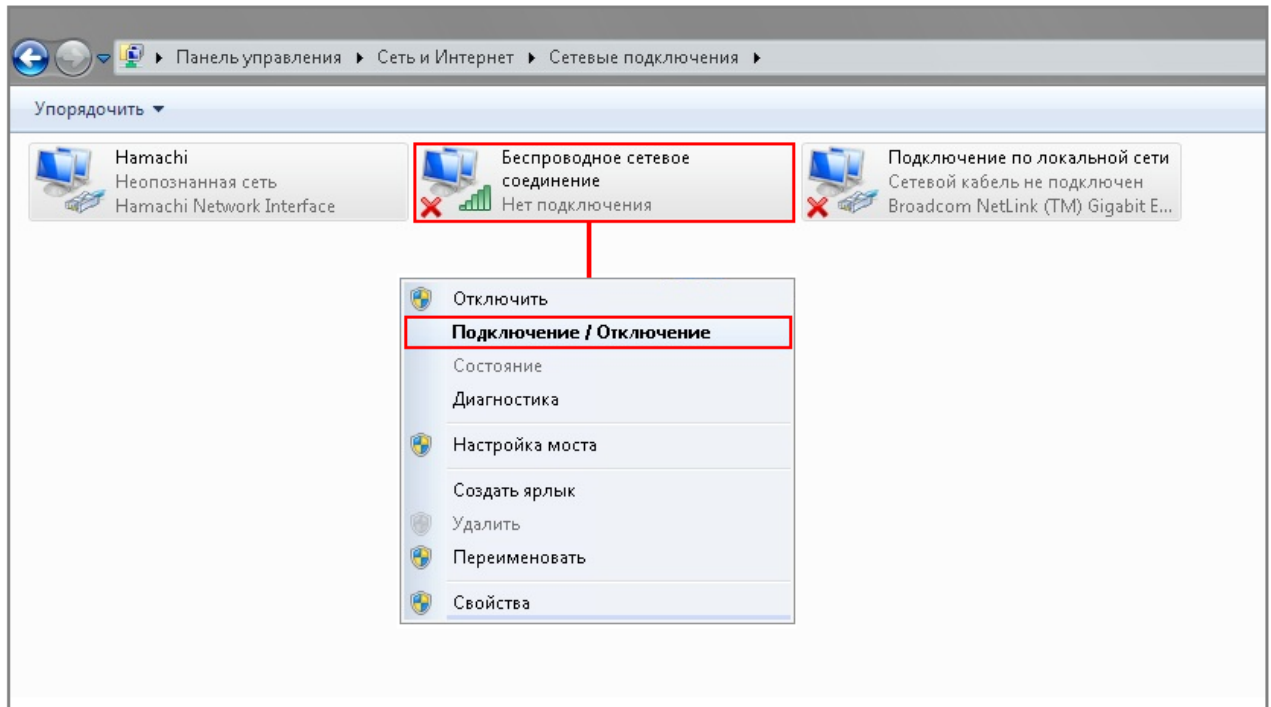 Панель управления ▸ Сеть и Интернет ▸ Сетевые подключения ▸
Упорядочить
Hamachi
Неопознанная сеть
Hamachi Network Interface
Беспроводное сетевое
соединение
Нет подключения
Подключение по локальной сети
Сетевой кабель не подключен
Broadcom NetLink (TM) Gigabit E...
Отключить
Подключение / Отключение
Состояние
Диагностика
Настройка моста
Создать ярлык
Удалить
Переименовать
Свойства